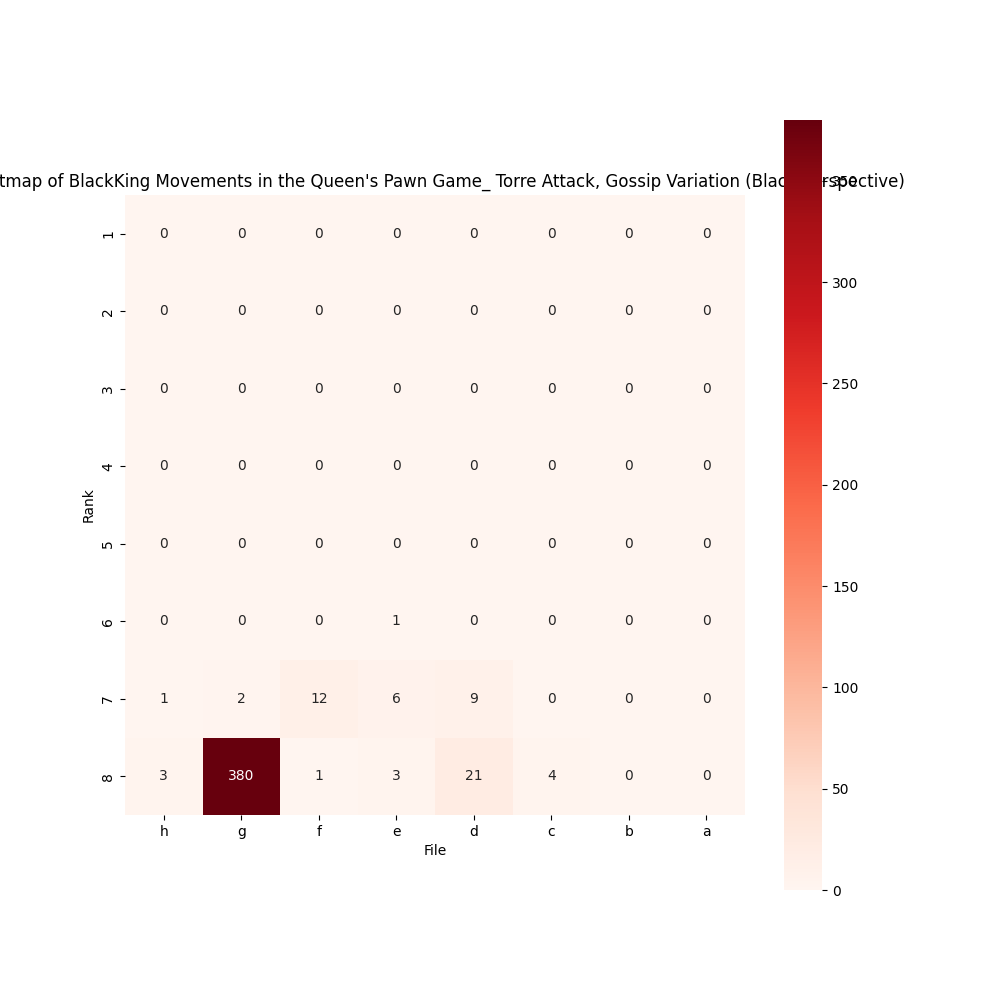 tmap of BlackKing Movements in the Queen's Pawn Game_ Torre Attack, Gossip Variation (Blac rspective)
350
1 0 0 0 0 0 0 0 0
300
2 0 0 0 0 0 0 0 0
250
3 0 0 0 0 0 0 0 0
4 0 0 0 0 0 0 0 0
200
Rank
5 0 0 0 0 0 0 0 0
150
6 0 0 0 1 0 0 0 0
100
7 1 2 12 6 9 0 0 0
8 3 380 1 3 21 4 0 0
50
h g f e d c b a
File
0